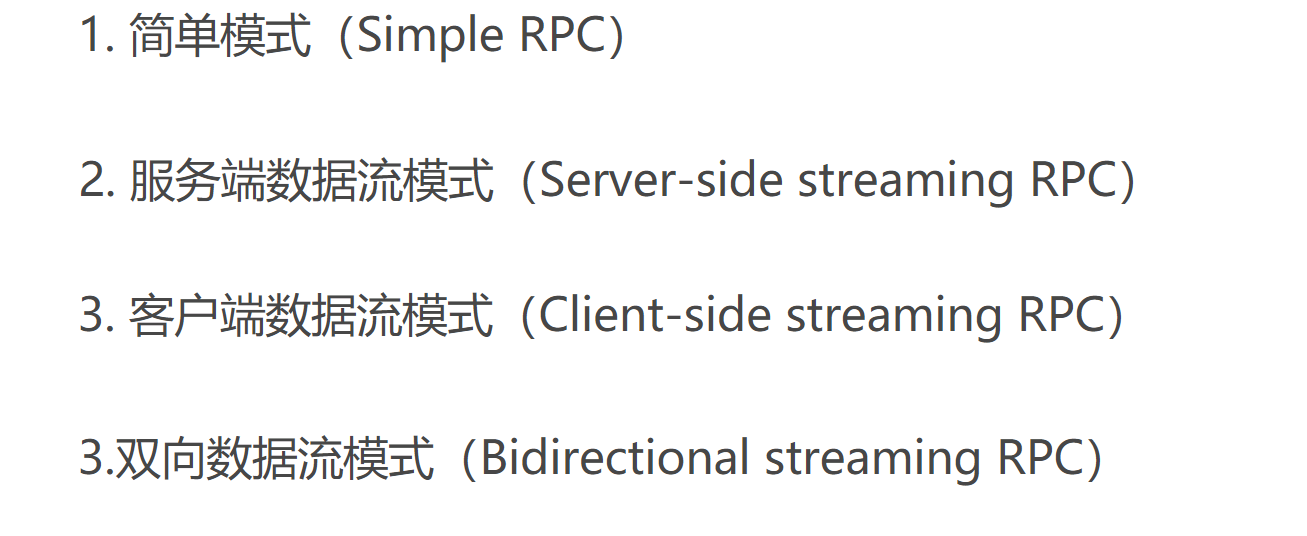 1. 简单模式（Simple RPC）
2. 服务端数据流模式（Server-side streaming RPC）
3. 客户端数据流模式（Client-side streaming RPC）
3.双向数据流模式（Bidirectional streaming RPC）